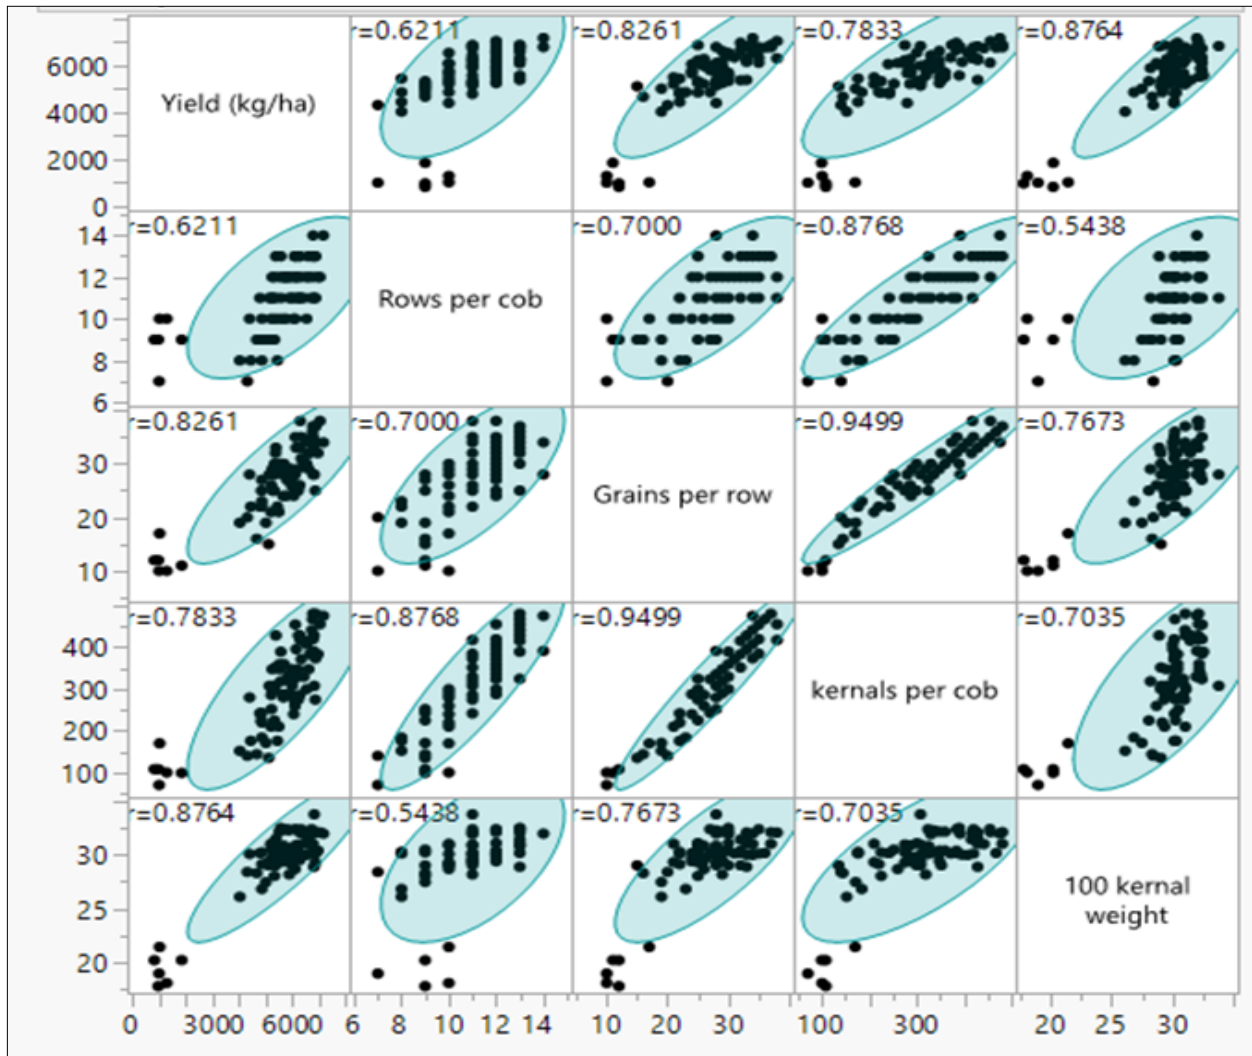 r=0.6211 r=0.8261 r=0.7833 r=0.8764
6000
Yield (kg/ha)
4000
2000
0
r=0.6211 r=0.7000 r=0.8768 r=0.5438
14
12
Rows per cob
10
8
6
r=0.8261 r=0.7000 r=0.9499 r=0.7673
30
Grains per row
20
10
r=0.7833 r=0.8768 r=0.9499 r=0.7035
400
300
kernals per cob
200
100
r=0.8764 r=0.5438 r=0.7673 r=0.7035
30
100 kernal
weight
25
20
0 3000 6000 6 8 10 12 14 10 20 30 100 300 20 25 30